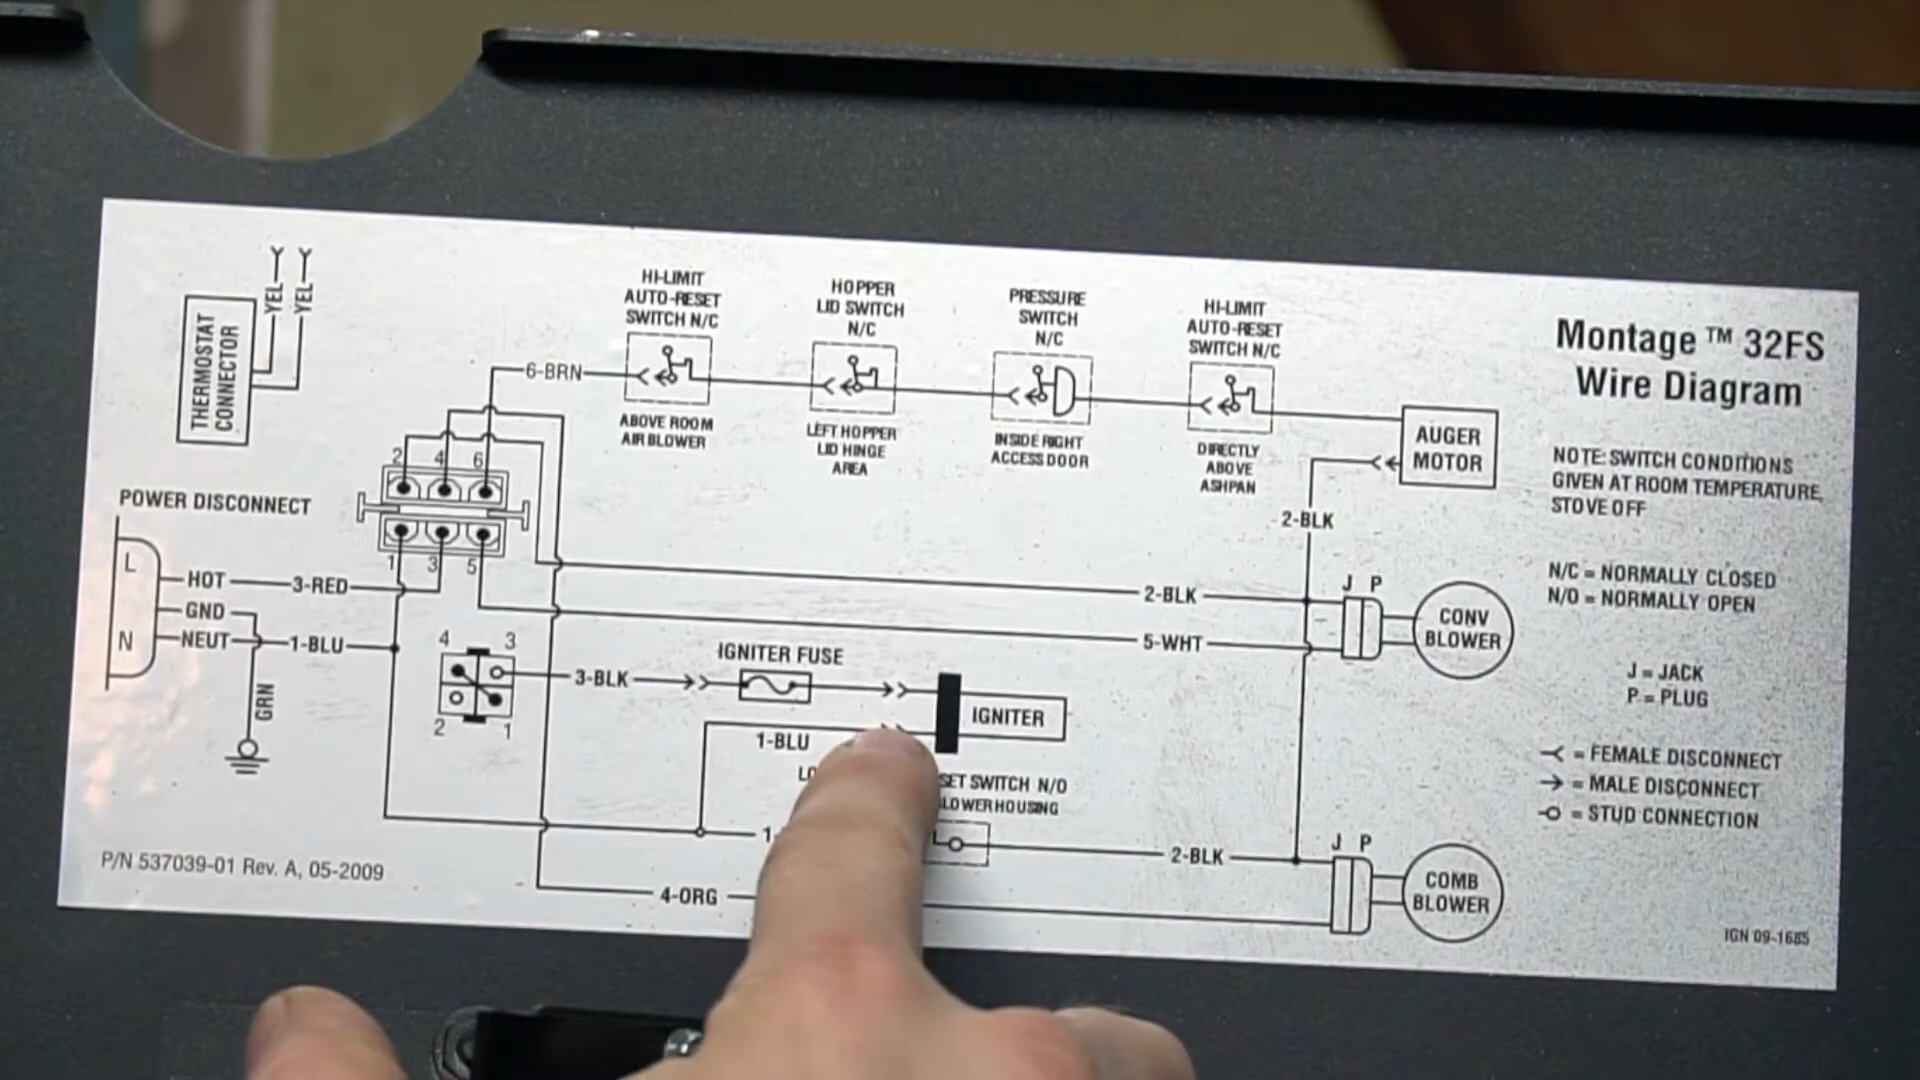 THERMOSTAT
CONNECTOR
YEL
YEL
HI-LIMIT
AUTO-RESET
SWITCH N/C
ABOVE ROOM
AIR BLOWER
HOPPER
LID SWITCH
N/C
LEFT HOPPER
LID HINGE
AREA
PRESSURE
SWITCH
N/C
INSIDE RIGHT
ACCESS DOOR
HI-LIMIT
AUTO-RESET
SWITCH N/C
DIRECTLY
ABOVE
ASHPAN
6-BRN
AUGER
MOTOR
2-BLK
Montage ™ 32FS
Wire Diagram
NOTE: SWITCH CONDITIONS
GIVEN AT ROOM TEMPERATURE,
STOVE OFF
N/C = NORMALLY CLOSED
N/O = NORMALLY OPEN
J = JACK
P = PLUG
= FEMALE DISCONNECT
= MALE DISCONNECT
= STUD CONNECTION
IGN 09-1685
POWER DISCONNECT
2 4 6
1 3 5
L
N
HOT
3-RED
GND
NEUT
1-BLU
GRN
4 3
2 1
3-BLK
IGNITER FUSE
IGNITER
1-BLU
2-BLK
5-WHT
J P
CONV
BLOWER
SET SWITCH N/O
LOWER HOUSING
2-BLK
J P
COMB
BLOWER
4-ORG
P/N 537039-01 Rev. A, 05-2009